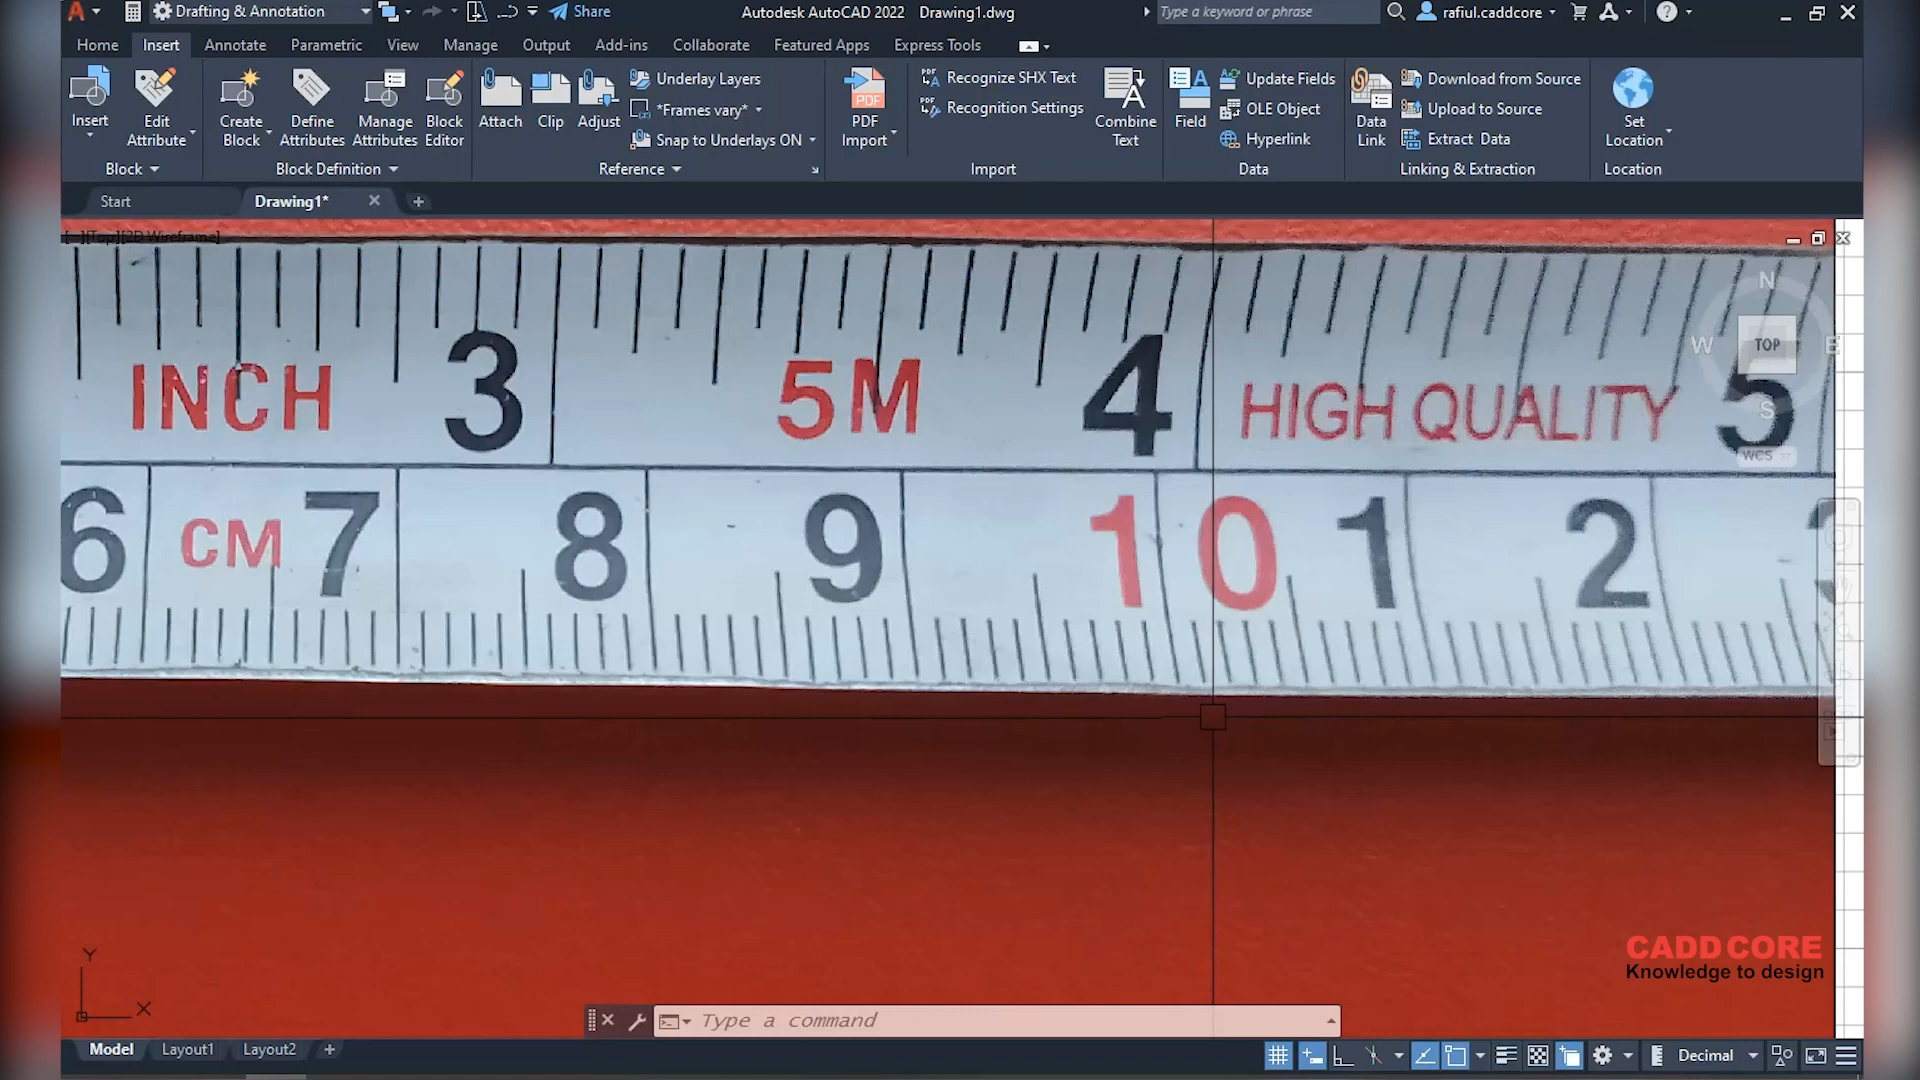 Drafting & Annotation
Share
Autodesk AutoCAD 2022 Drawing1.dwg
Type a keyword or phrase
rafiul.caddcore
Home Insert Annotate Parametric View Manage Output Add-ins Collaborate Featured Apps Express Tools
Insert
Edit Attribute
Create Block
Define Attributes
Manage Attributes
Block Editor
Attach
Clip
Adjust
Underlay Layers
*Frames vary*
Snap to Underlays ON
PDF Import
Recognize SHX Text
Recognition Settings
Combine Text
Field
Update Fields
OLE Object
Hyperlink
Data Link
Download from Source
Upload to Source
Extract Data
Set Location
Block Block Definition Reference Import Data Linking & Extraction Location
Start Drawing1*
[-][Top][2D Wireframe]
N
W TOP E
S
WCS
INCH 3 5M 4 HIGH QUALITY 5
6 CM 7 8 9 10 1 2
CADD CORE
Knowledge to design
Y
X
Type a command
Model Layout1 Layout2
Decimal